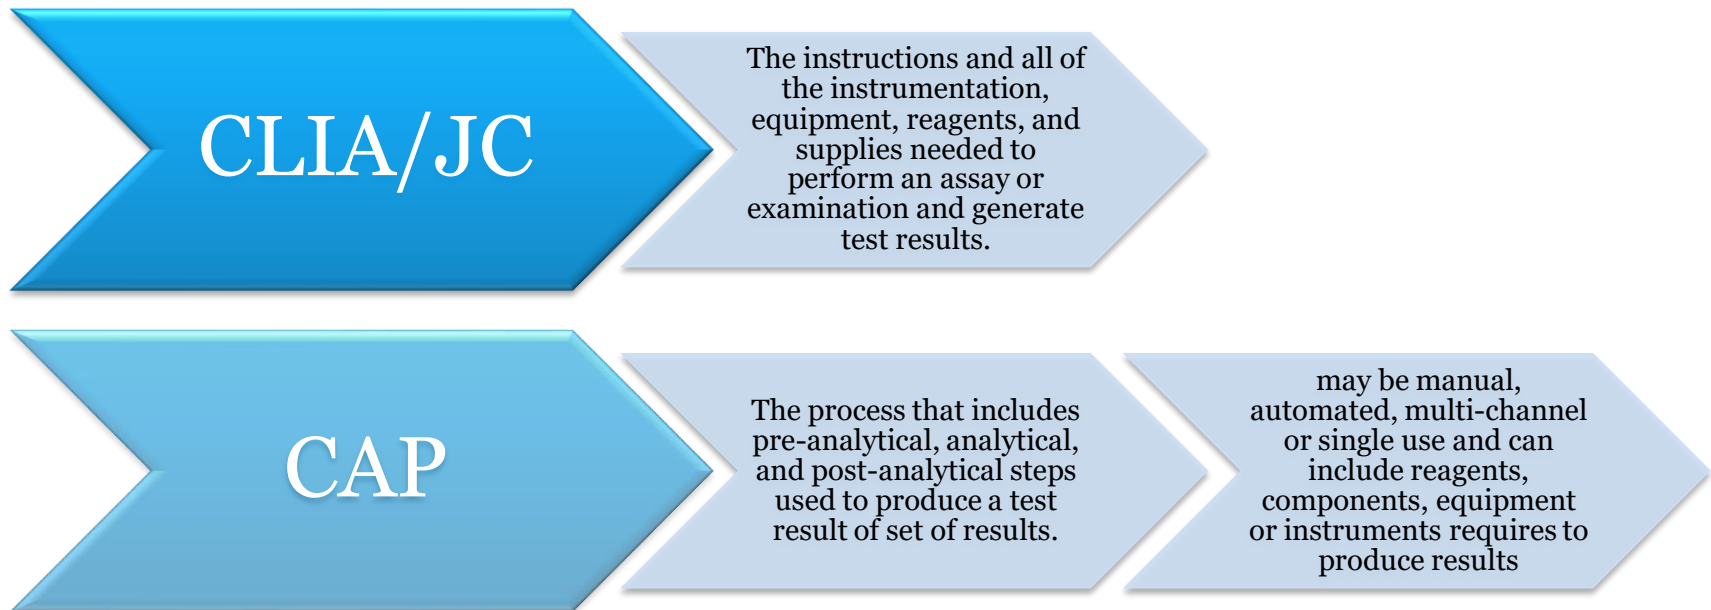 CLIA/JC
The instructions and all of
the instrumentation,
equipment, reagents, and
supplies needed to
perform an assay or
examination and generate
test results.
CAP
The process that includes
pre-analytical, analytical,
and post-analytical steps
used to produce a test
result of set of results.
may be manual,
automated, multi-channel
or single use and can
include reagents,
components, equipment
or instruments requires to
produce results